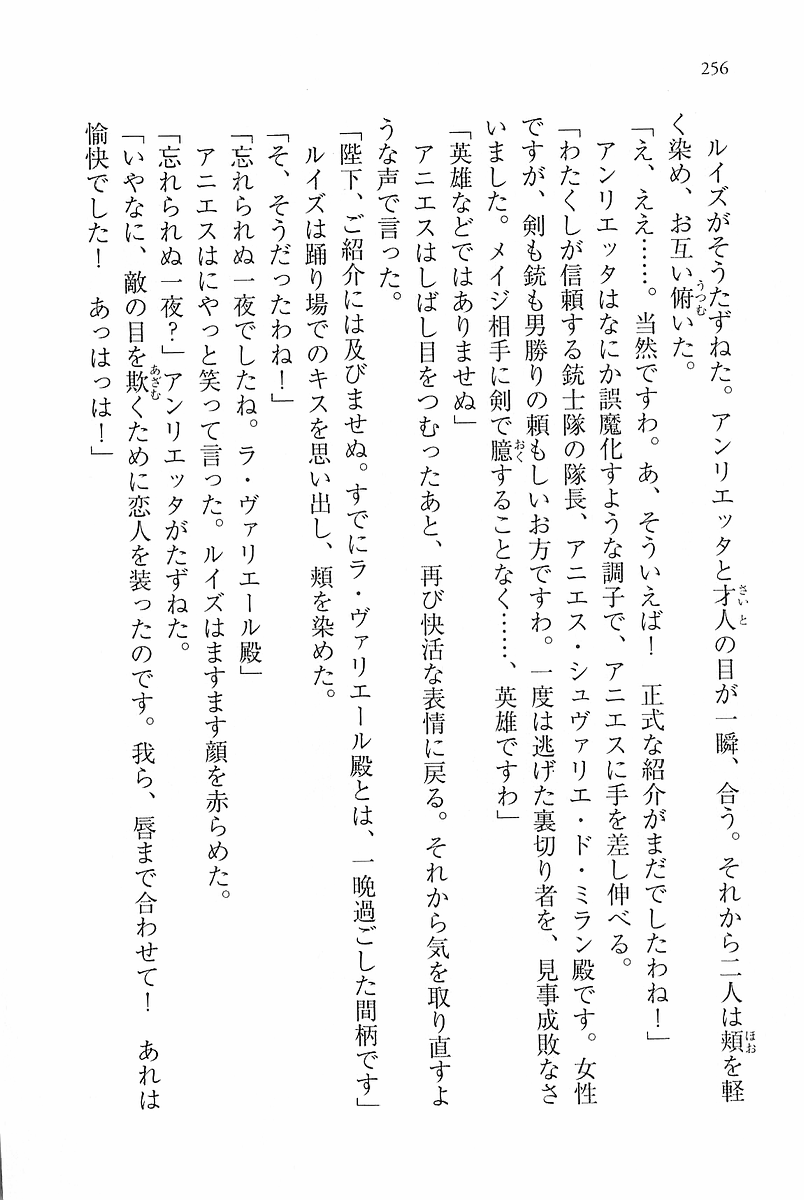 256
ルイズがそうたずねた。アンリエッタと才人の目が一瞬、合う。それから二人は頬を軽
く染め、お互い俯いた。
「え、ええ……。当然ですわ。あ、そういえば！　正式な紹介がまだでしたわね！」
アンリエッタはなにか誤魔化すような調子で、アニエスに手を差し伸べる。
「わたくしが信頼する銃士隊の隊長、アニエス・シュヴァリエ・ド・ミラン殿です。女性
ですが、剣も銃も男勝りの頼もしいお方ですわ。一度は逃げた裏切り者を、見事成敗なさ
いました。メイジ相手に剣で臆することなく……、英雄ですわ」
「英雄などではありませぬ」
アニエスはしばし目をつむったあと、再び快活な表情に戻る。それから気を取り直すよ
うな声で言った。
「陛下、ご紹介には及びませぬ。すでにラ・ヴァリエール殿とは、一晩過ごした間柄です」
ルイズは踊り場でのキスを思い出し、頬を染めた。
「そ、そうだったわね！」
「忘れられぬ一夜でしたね。ラ・ヴァリエール殿」
アニエスはにやっと笑って言った。ルイズはますます顔を赤らめた。
「忘れられぬ一夜？」アンリエッタがたずねた。
「いやなに、敵の目を欺くために恋人を装ったのです。我ら、唇まで合わせて！　あれは
愉快でした！　あっはっは！」